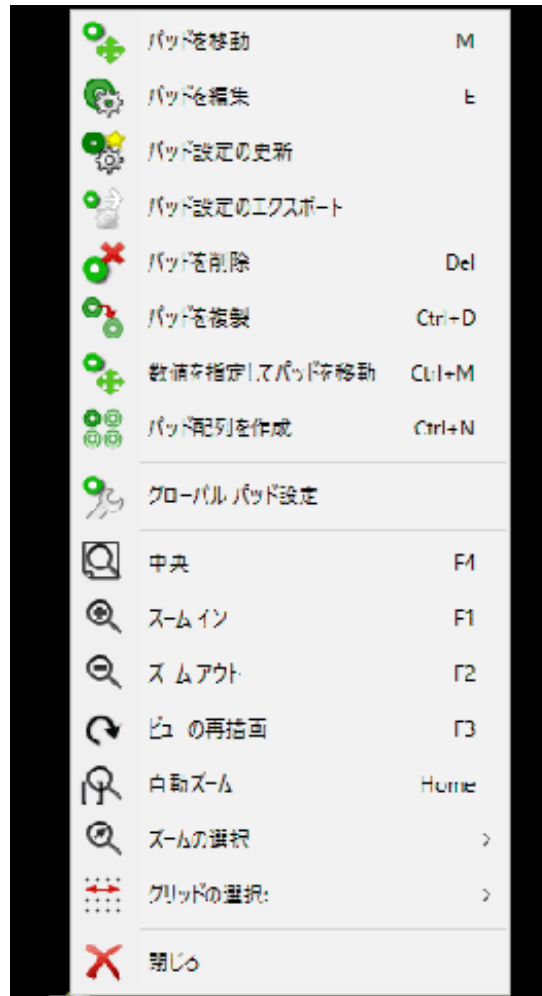 パッドを移動 M
パッドを編集 E
パッド設定の更新
パッド設定のエクスポート
パッドを削除 Del
パッドを複製 Ctrl+D
数値を指定してパッドを移動 Ctrl+M
パッド配列を作成 Ctrl+N
グローバル パッド設定
中央 F4
ズーム イン F1
ズーム アウト F2
ビューの再描画 F3
自動ズーム Home
ズームの選択 >
グリッドの選択: >
閉じる